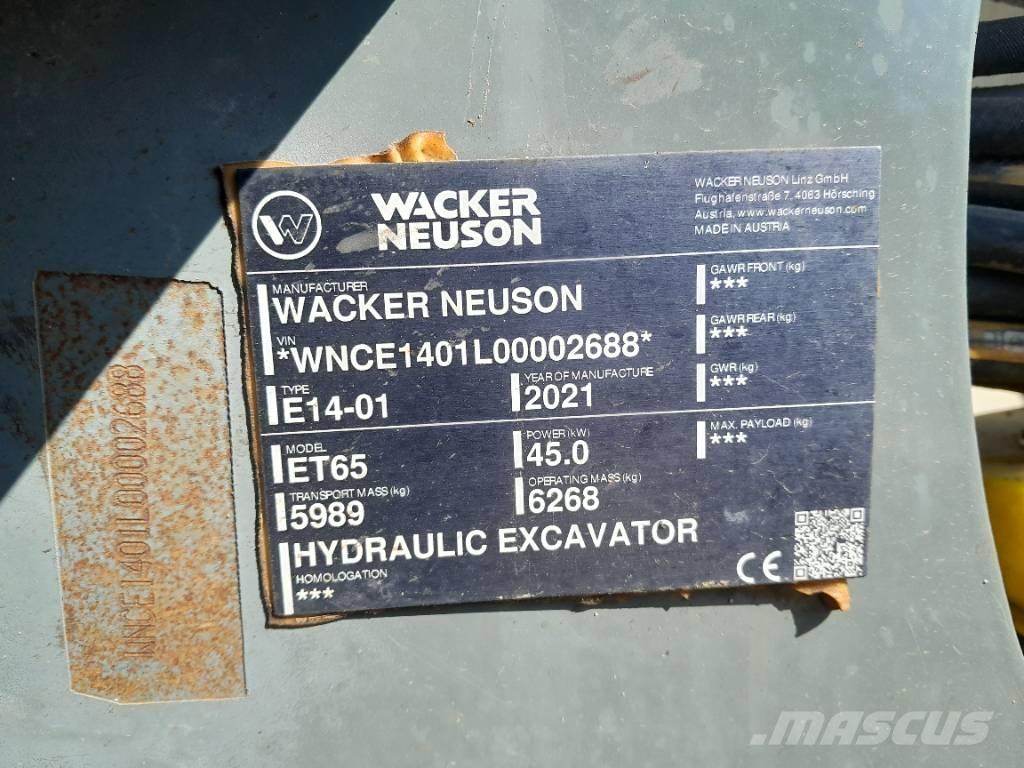 W
WACKER
NEUSON
WACKER NEUSON Linz GmbH
Flughafenstraße 7, 4063 Hörsching
Austria, www.wackerneuson.com
MADE IN AUSTRIA
MANUFACTURER
WACKER NEUSON
VIN
*WNCE1401L00002688*
TYPE
E14-01
YEAR OF MANUFACTURE
2021
MODEL
ET65
POWER (kW)
45.0
TRANSPORT MASS (kg)
5989
OPERATING MASS (kg)
6268
HYDRAULIC EXCAVATOR
HOMOLOGATION
***
GAWR FRONT (kg)
***
GAWR REAR (kg)
***
GWR (kg)
***
MAX. PAYLOAD (kg)
***
CE
WNCE1401L00002688
MASCUS